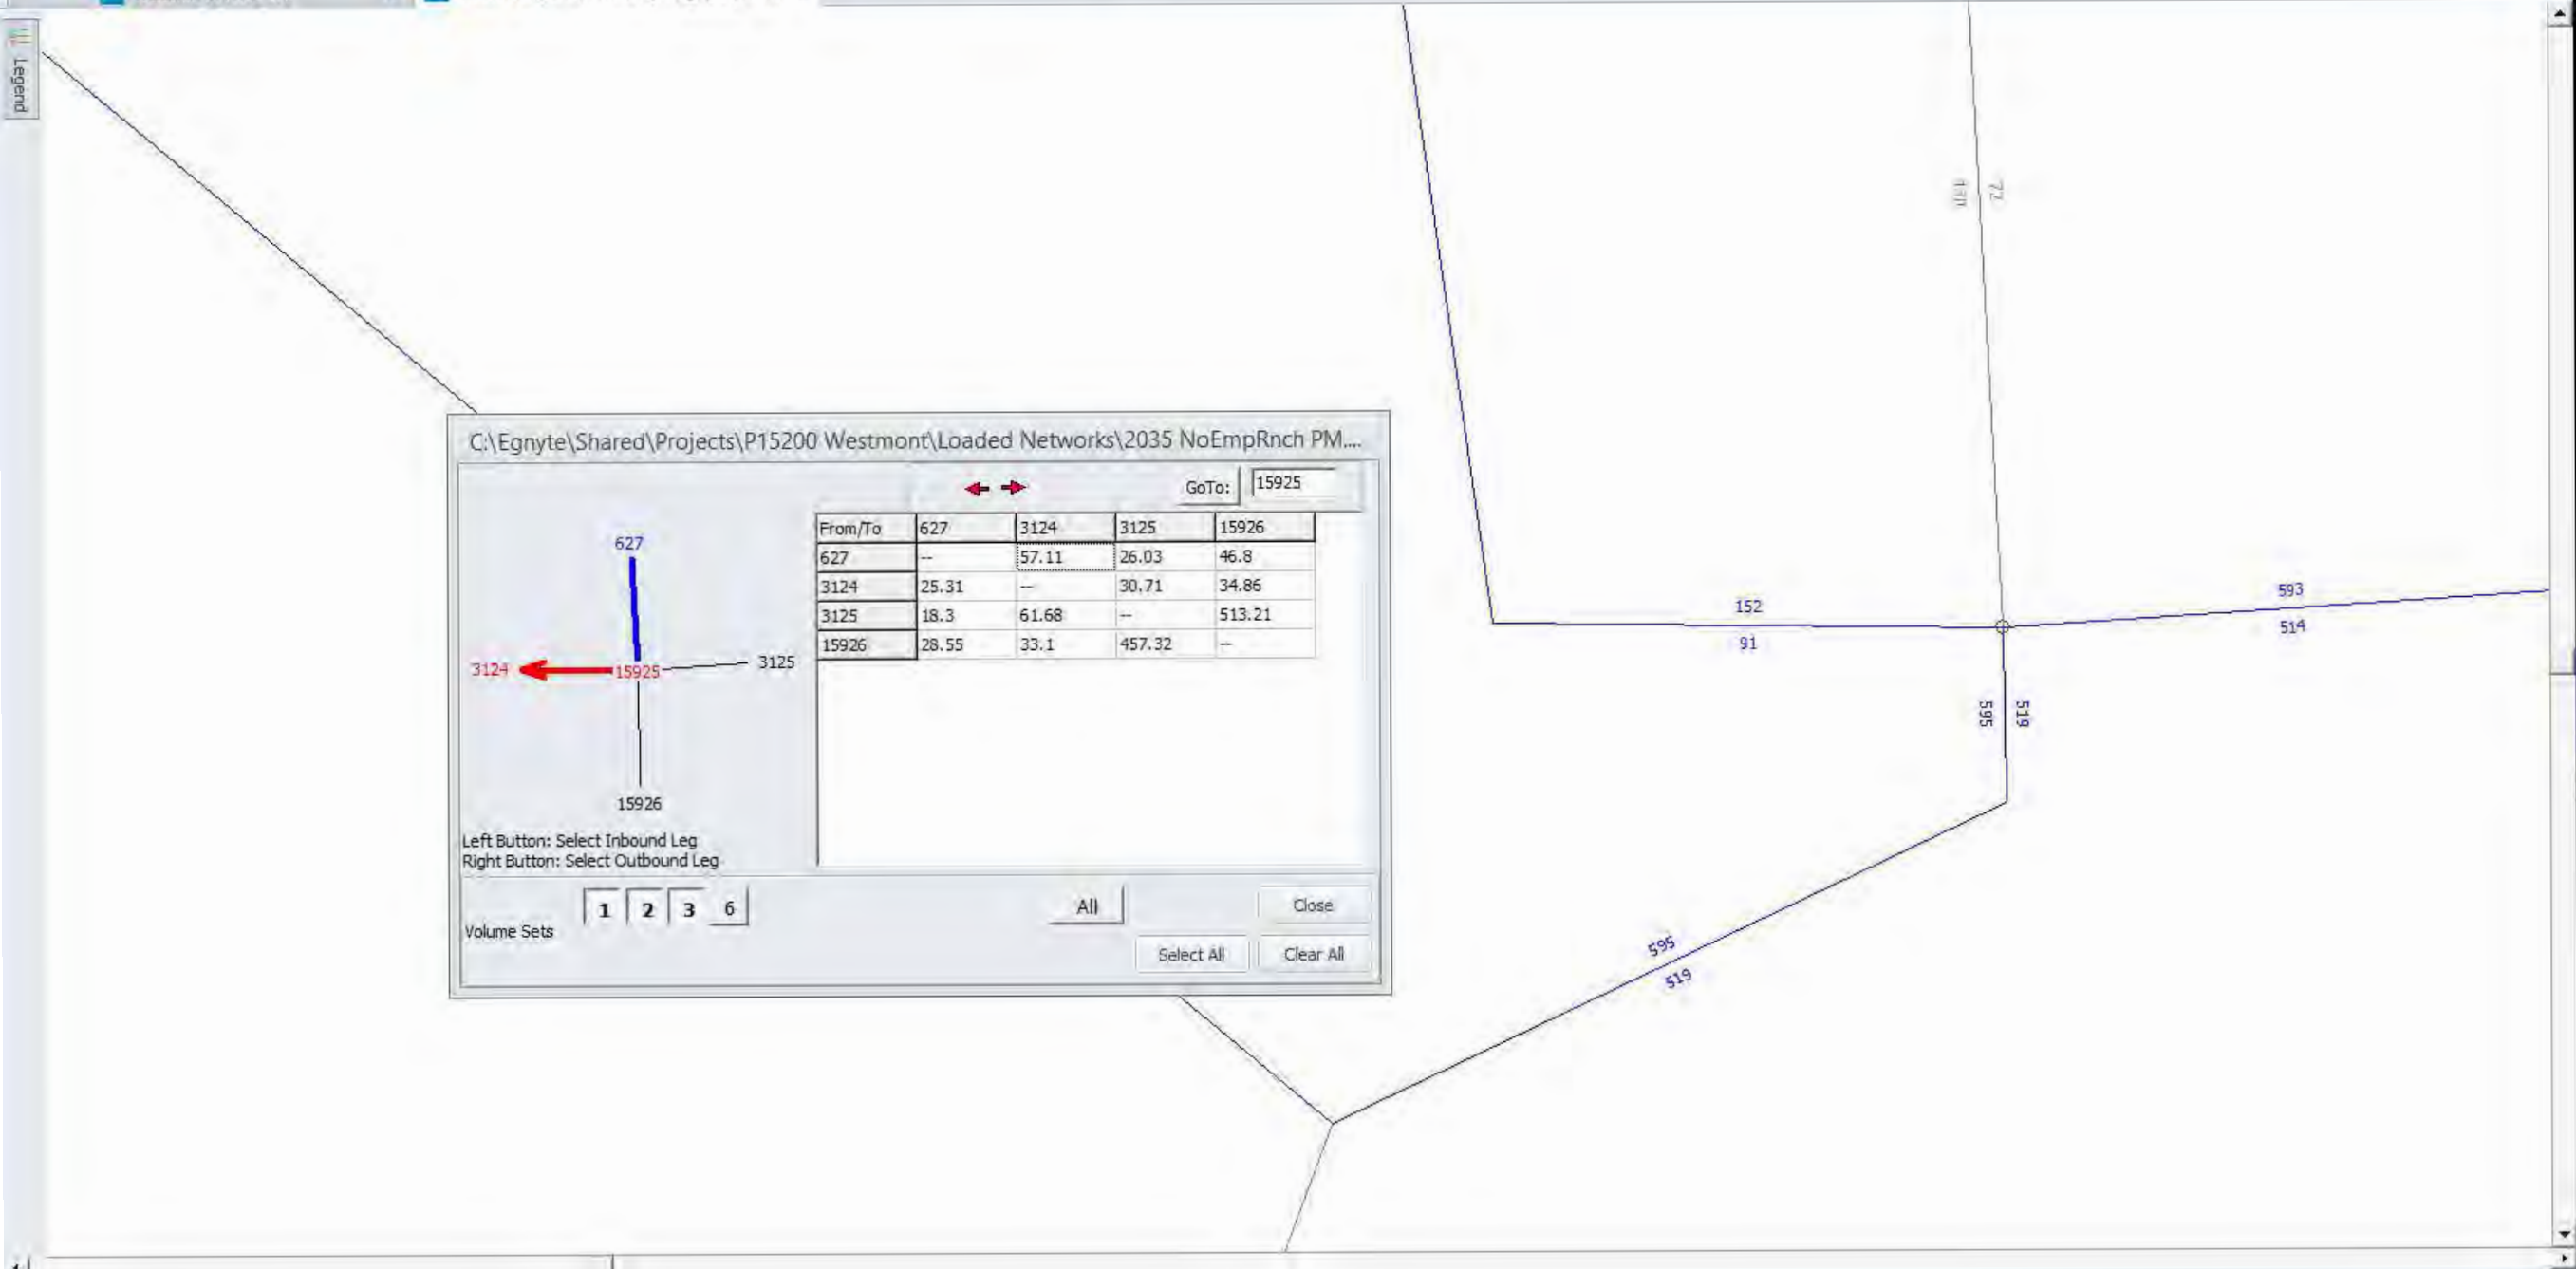 Legend
C:\Egnyte\Shared\Projects\P15200 Westmont\Loaded Networks\2035 NoEmpRnch PM....
GoTo: 15925
From/To 627 3124 3125 15926
627 -- 57.11 26.03 46.8
3124 25.31 -- 30.71 34.86
3125 18.3 61.68 -- 513.21
15926 28.55 33.1 457.32 --
627
3124 15925 3125
15926
Left Button: Select Inbound Leg
Right Button: Select Outbound Leg
1 2 3 6
Volume Sets
All
Close
Select All
Clear All
77
152
91
593
514
595
519
595
519